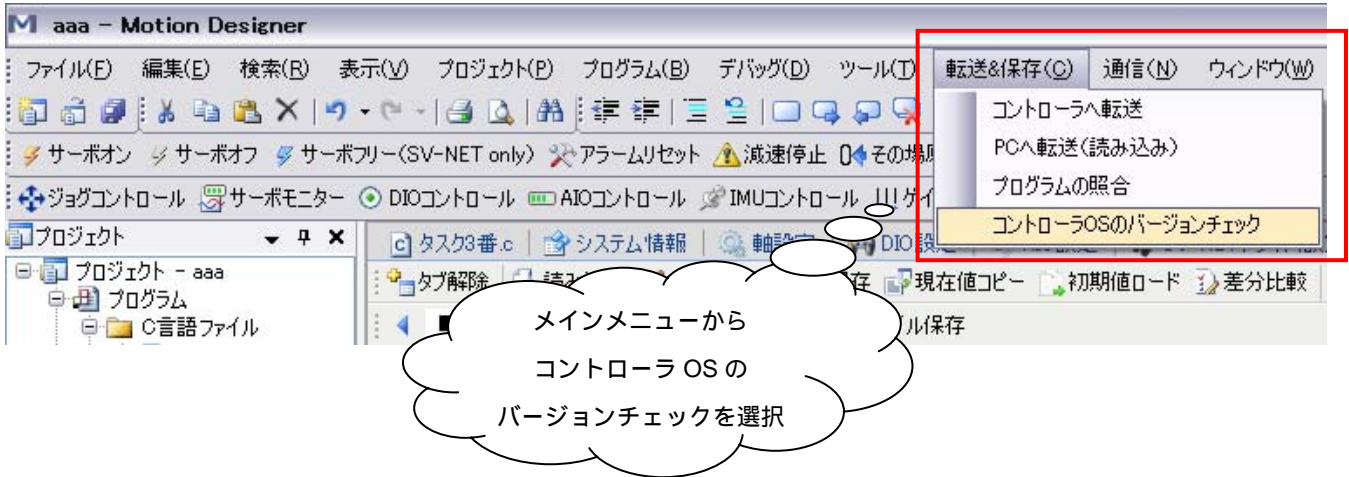 aaa - Motion Designer
ファイル(F) 編集(E) 検索(R) 表示(V) プロジェクト(P) プログラム(B) デバッグ(D) ツール(T) 転送&保存(C) 通信(N) ウィンドウ(W)
コントローラへ転送
PCへ転送(読み込み)
プログラムの照合
コントローラOSのバージョンチェック
サーボオン サーボオフ サーボフリー(SV-NET only) アラームリセット 減速停止 その場
ジョグコントロール サーボモニター DIOコントロール AIOコントロール IMUコントロール ゲイ
プロジェクト タスク3番.c システム情報 軸設定 DIO
プロジェクト - aaa タブ解除 現在値コピー 初期値ロード 差分比較
プログラム
C言語ファイル ル保存
メインメニューから
コントローラ OS の
バージョンチェックを選択